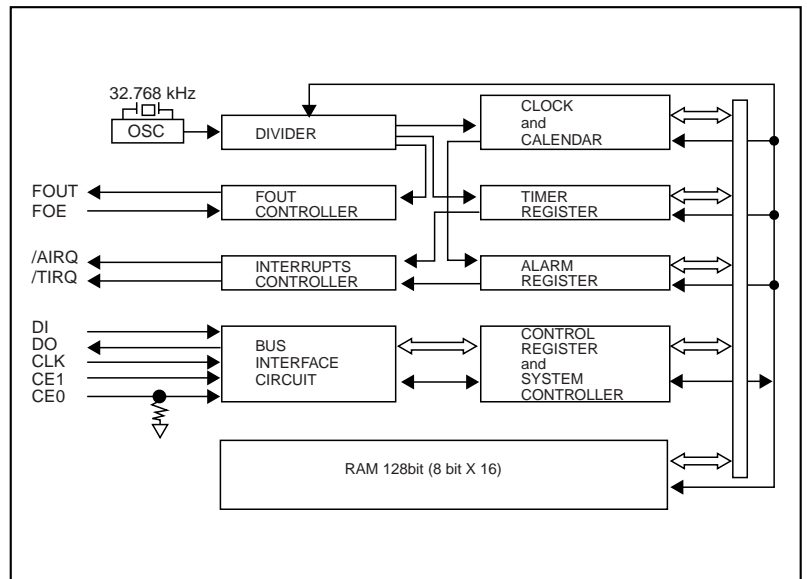 32.768 kHz
OSC
DIVIDER
CLOCK
and
CALENDAR
FOUT
FOE
FOUT
CONTROLLER
TIMER
REGISTER
/AIRQ
/TIRQ
INTERRUPTS
CONTROLLER
ALARM
REGISTER
DI
DO
CLK
CE1
CE0
BUS
INTERFACE
CIRCUIT
CONTROL
REGISTER
and
SYSTEM
CONTROLLER
RAM 128bit (8 bit X 16)